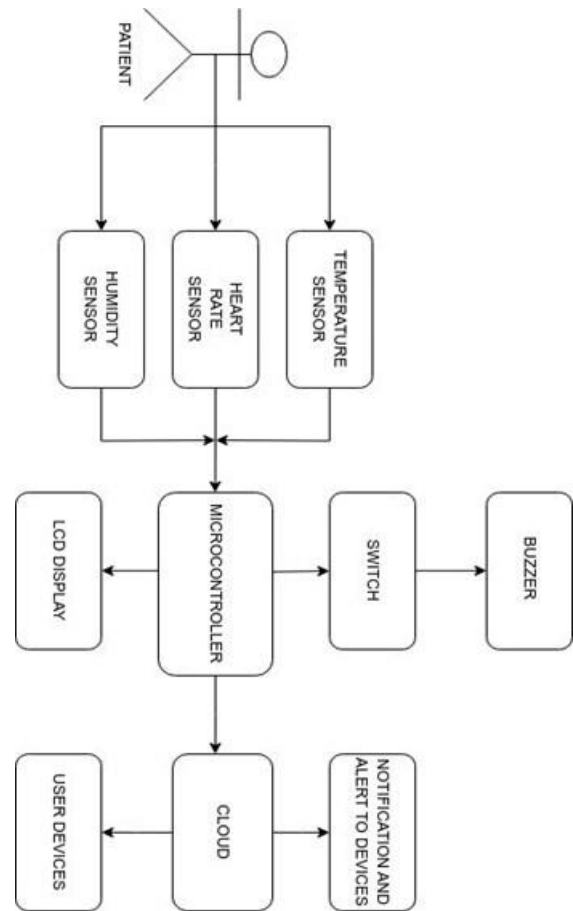 BUZZER
TEMPERATURE
SENSOR
SWITCH
NOTIFICATION AND
ALERT TO DEVICES
HEART
RATE
SENSOR
MICROCONTROLLER
CLOUD
PATIENT
HUMIDITY
SENSOR
LCD DISPLAY
USER DEVICES